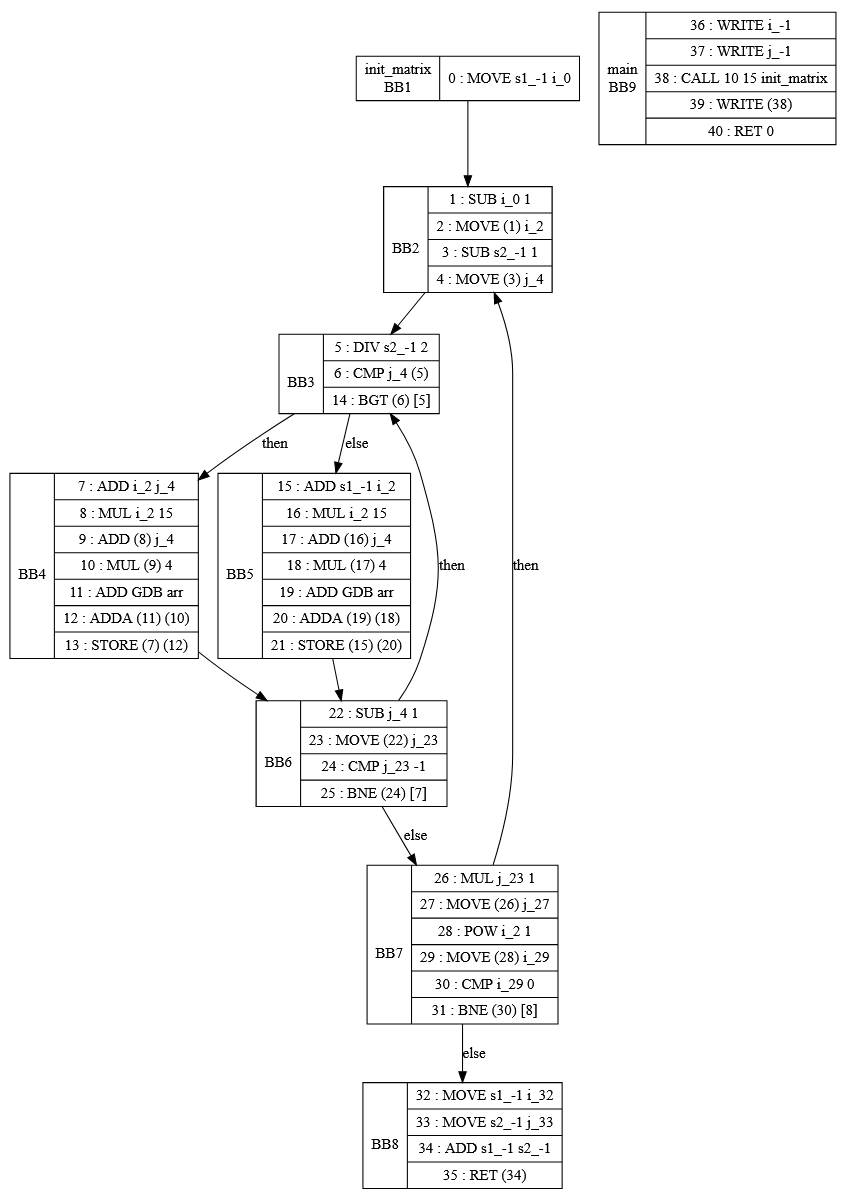 init_matrix
BB1
0 : MOVE s1_-1 i_0
main
BB9
36 : WRITE i_-1
37 : WRITE j_-1
38 : CALL 10 15 init_matrix
39 : WRITE (38)
40 : RET 0
BB2
1 : SUB i_0 1
2 : MOVE (1) i_2
3 : SUB s2_-1 1
4 : MOVE (3) j_4
BB3
5 : DIV s2_-1 2
6 : CMP j_4 (5)
14 : BGT (6) [5]
then
else
BB4
7 : ADD i_2 j_4
8 : MUL i_2 15
9 : ADD (8) j_4
10 : MUL (9) 4
11 : ADD GDB arr
12 : ADDA (11) (10)
13 : STORE (7) (12)
BB5
15 : ADD s1_-1 i_2
16 : MUL i_2 15
17 : ADD (16) j_4
18 : MUL (17) 4
19 : ADD GDB arr
20 : ADDA (19) (18)
21 : STORE (15) (20)
then
then
BB6
22 : SUB j_4 1
23 : MOVE (22) j_23
24 : CMP j_23 -1
25 : BNE (24) [7]
else
BB7
26 : MUL j_23 1
27 : MOVE (26) j_27
28 : POW i_2 1
29 : MOVE (28) i_29
30 : CMP i_29 0
31 : BNE (30) [8]
else
BB8
32 : MOVE s1_-1 i_32
33 : MOVE s2_-1 j_33
34 : ADD s1_-1 s2_-1
35 : RET (34)